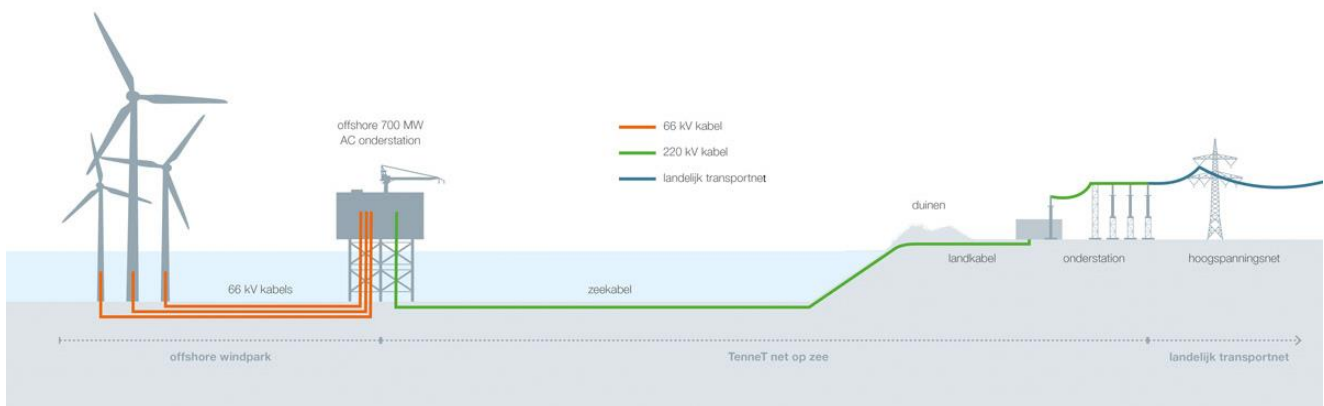 offshore 700 MW
AC onderstation
66 kV kabel
220 kV kabel
landelijk transportnet
duinen
landkabel
onderstation
hoogspanningsnet
66 kV kabels
zeekabel
offshore windpark
TenneT net op zee
landelijk transportnet